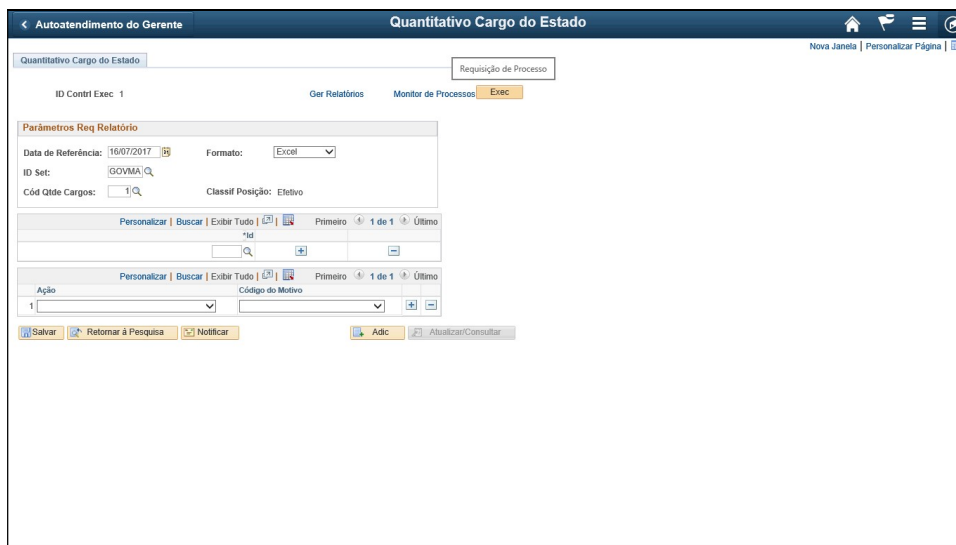 Autoatendimento do Gerente
Quantitativo Cargo do Estado
Nova Janela | Personalizar Página |
Quantitativo Cargo do Estado
Requisição de Processo
ID Contrl Exec 1
Ger Relatórios
Monitor de Processos
Exec
Parâmetros Req Relatório
Data de Referência: 16/07/2017
Formato: Excel
ID Set: GOVMA
Cód Qtde Cargos: 1
Classif Posição: Efetivo
Personalizar | Buscar | Exibir Tudo | | Primeiro 1 de 1 Último
*Id
Personalizar | Buscar | Exibir Tudo | | Primeiro 1 de 1 Último
Ação
Código do Motivo
1
Salvar
Retornar à Pesquisa
Notificar
Adic
Atualizar/Consultar